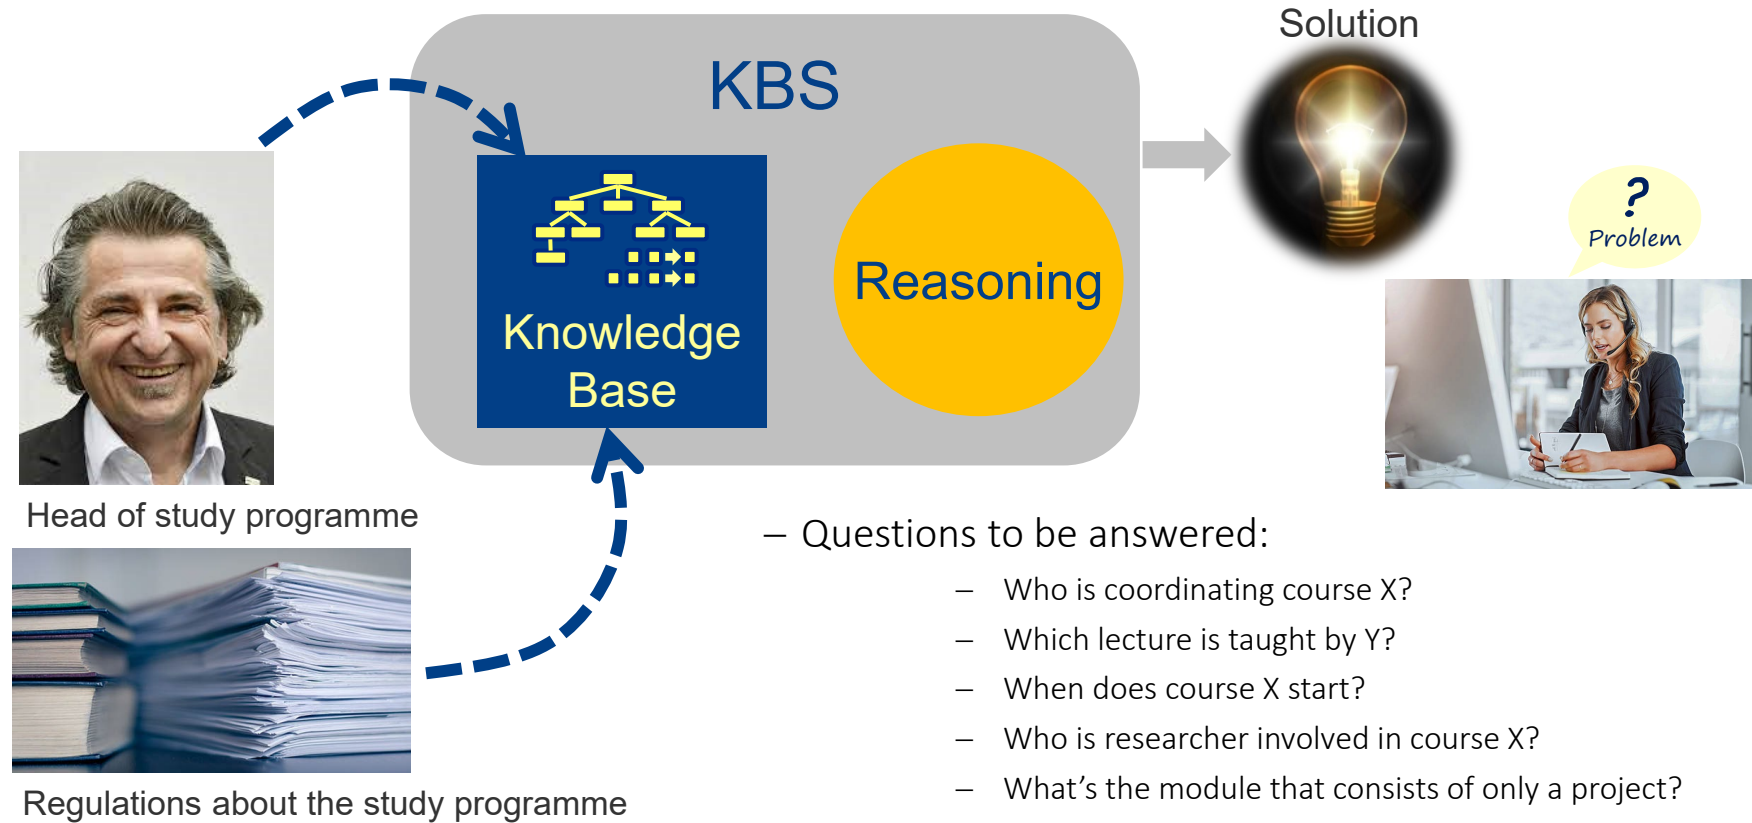 Solution
KBS
?
Problem
Reasoning
Knowledge
Base
Head of study programme
Regulations about the study programme
– Questions to be answered:
– Who is coordinating course X?
– Which lecture is taught by Y?
– When does course X start?
– Who is researcher involved in course X?
– What’s the module that consists of only a project?